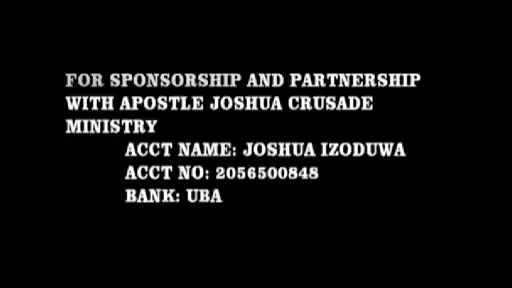 FOR SPONSORSHIP AND PARTNERSHIP
WITH APOSTLE JOSHUA CRUSADE
MINISTRY
ACCT NAME: JOSHUA IZODUWA
ACCT NO: 2056500848
BANK: UBA